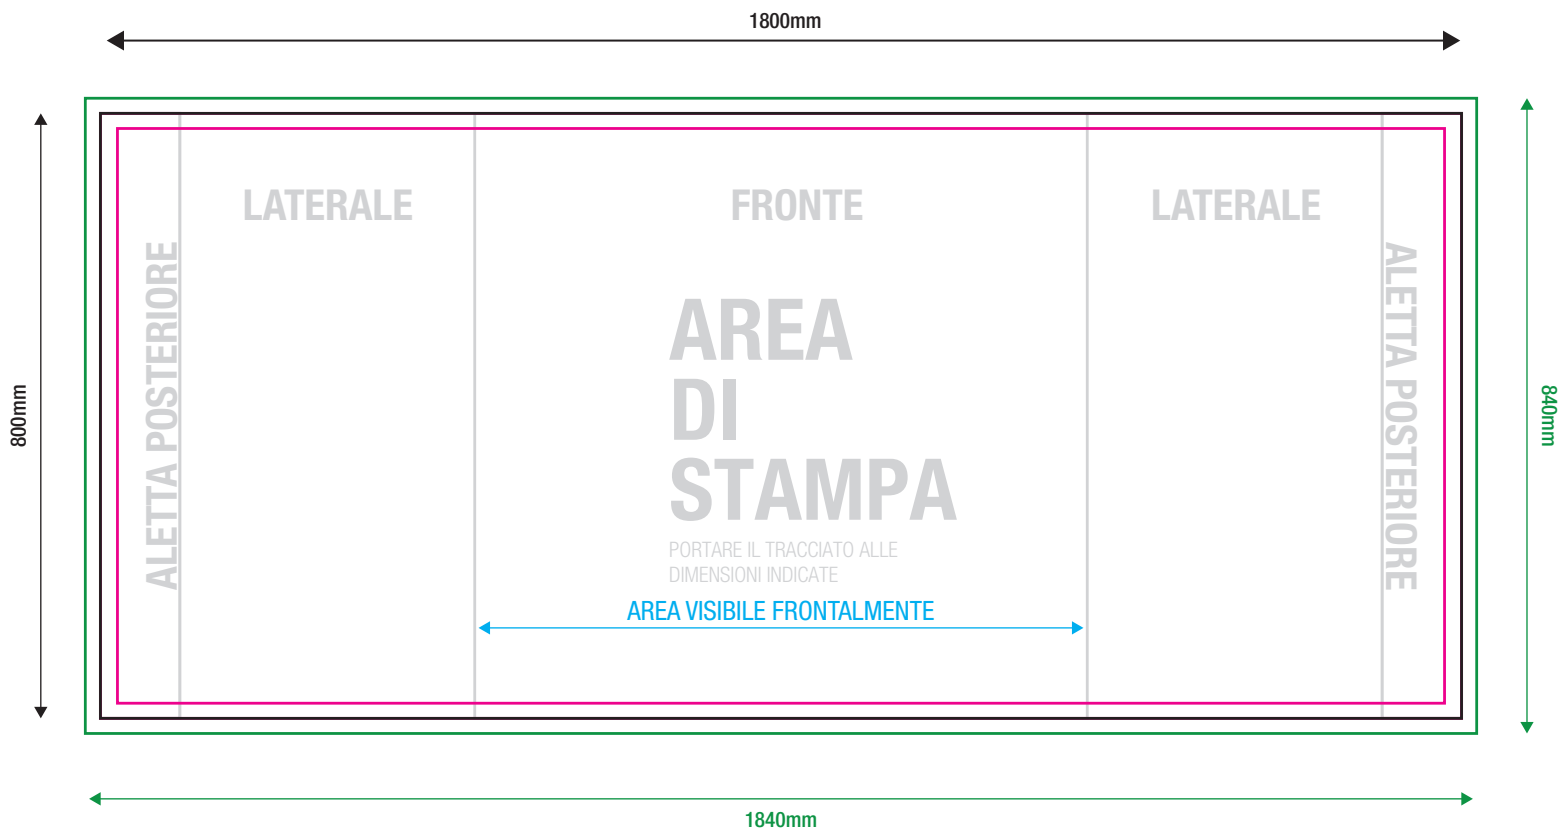 1800mm
LATERALE
FRONTE
LATERALE
ALETTA POSTERIORE
ALETTA POSTERIORE
AREA
DI
STAMPA
800mm
840mm
PORTARE IL TRACCIATO ALLE
DIMENSIONI INDICATE
AREA VISIBILE FRONTALMENTE
1840mm